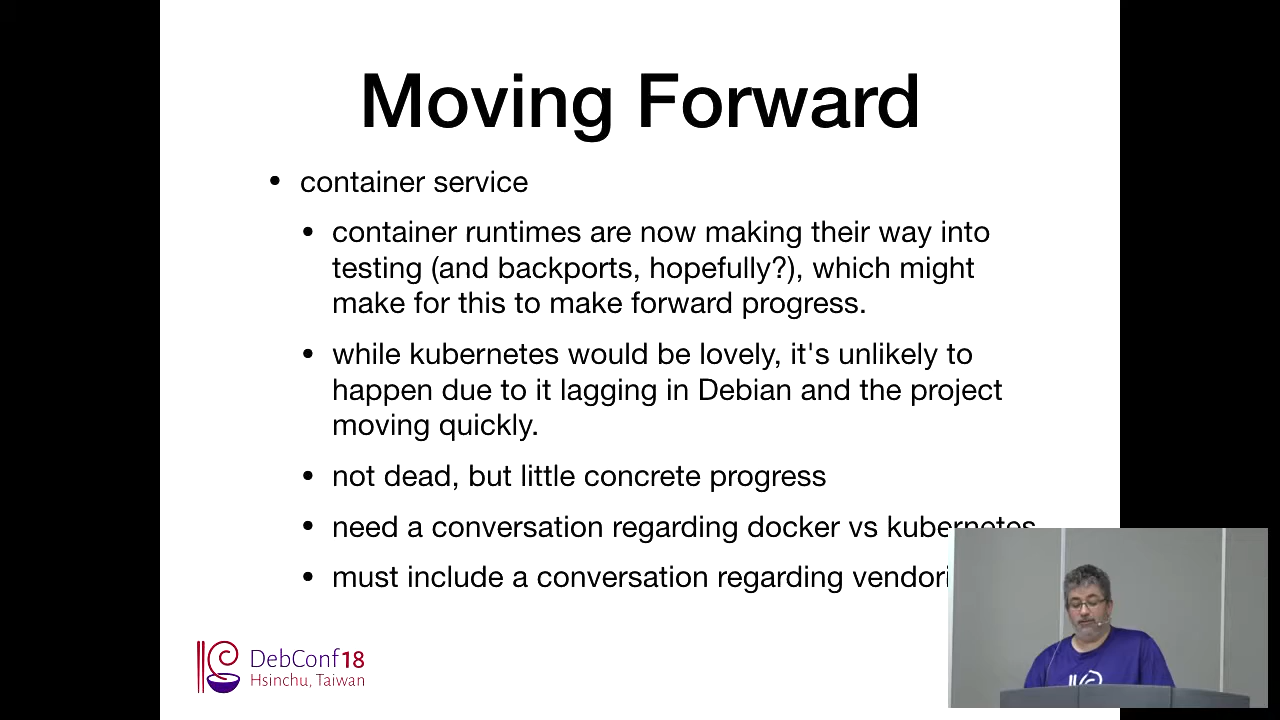 Moving Forward
• container service
• container runtimes are now making their way into
testing (and backports, hopefully?), which might
make for this to make forward progress.
• while kubernetes would be lovely, it's unlikely to
happen due to it lagging in Debian and the project
moving quickly.
• not dead, but little concrete progress
• need a conversation regarding docker vs kubernetes
• must include a conversation regarding
DebConf18
Hsinchu, Taiwan